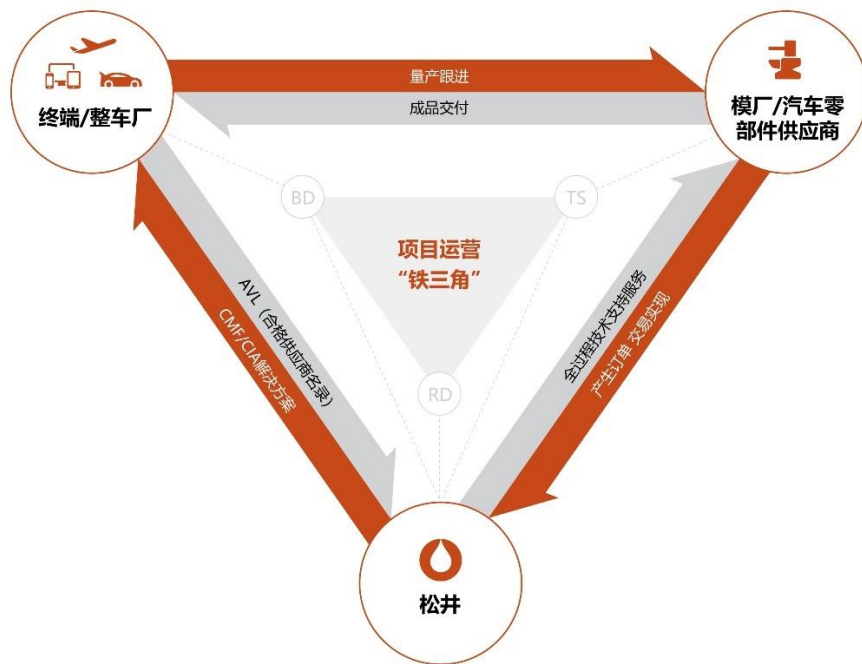 量产跟进
成品交付
终端/整车厂
模厂/汽车零
部件供应商
BD
TS
项目运营
“铁三角”
RD
AVL（合格供应商名录）
CMF/CIA解决方案
全过程技术支持服务
产生订单 交易实现
松井